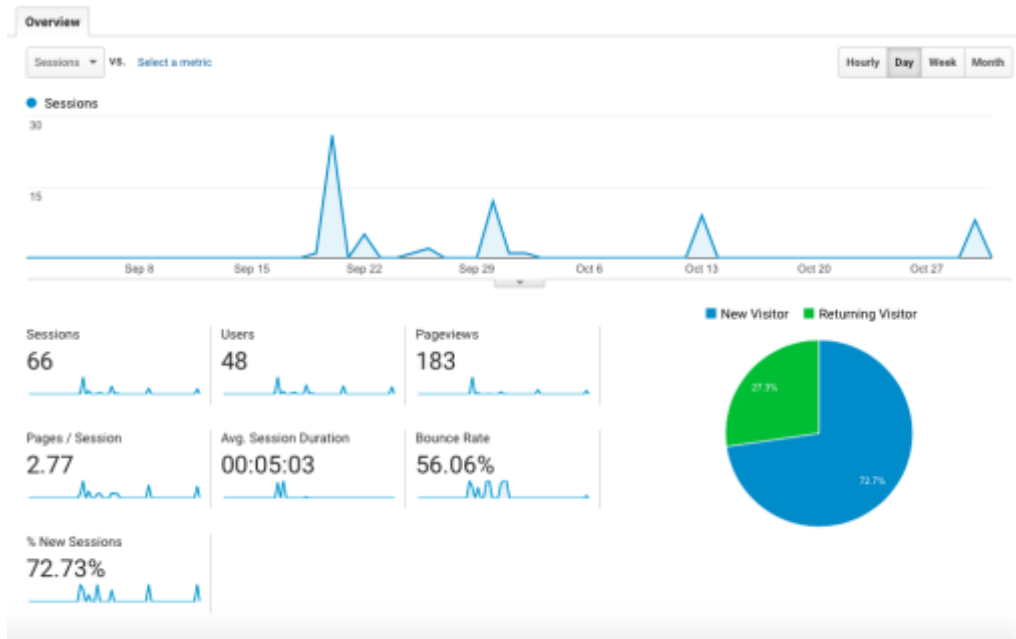 Overview
Sessions VS. Select a metric
Hourly Day Week Month
Sessions
30
15
Sep 8 Sep 15 Sep 22 Sep 29 Oct 6 Oct 13 Oct 20 Oct 27
New Visitor Returning Visitor
Sessions Users Pageviews
66 48 183
27.3%
Pages / Session Avg. Session Duration Bounce Rate
2.77 00:05:03 56.06%
72.7%
% New Sessions
72.73%